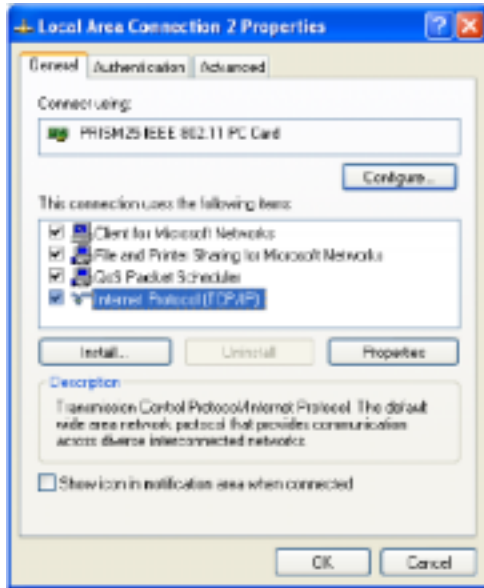 Local Area Connection 2 Properties
General Authentication Advanced
Connect using:
PRISM25 IEEE 802.11 PC Card
Configure...
This connection uses the following items:
Client for Microsoft Networks
File and Printer Sharing for Microsoft Networks
QoS Packet Scheduler
Internet Protocol (TCP/IP)
Install... Uninstall Properties
Description
Transmission Control Protocol/Internet Protocol. The default
wide area network protocol that provides communication
across diverse interconnected networks.
Show icon in notification area when connected
OK Cancel